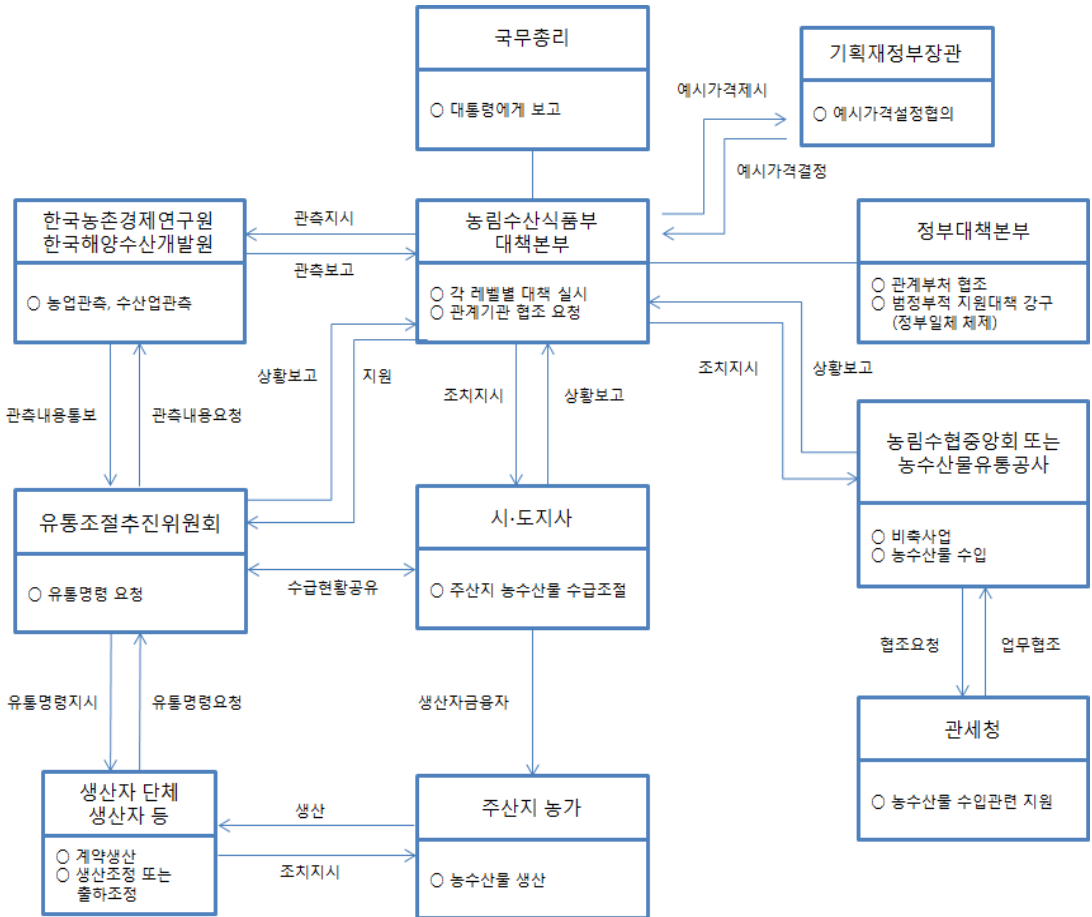 국무총리
○ 대통령에게 보고
기획재정부장관
○ 예시가격설정협의
예시가격제시
예시가격결정
한국농촌경제연구원
한국해양수산개발원
○ 농업관측, 수산업관측
관측지시
관측보고
농림수산식품부
대책본부
○ 각 레벨별 대책 실시
○ 관계기관 협조 요청
정부대책본부
○ 관계부처 협조
○ 범정부적 지원대책 강구
(정부일체 체제)
관측내용통보
관측내용요청
상황보고
지원
조치지시
상황보고
조치지시
상황보고
농림수협중앙회 또는
농수산물유통공사
○ 비축사업
○ 농수산물 수입
유통조절추진위원회
○ 유통명령 요청
수급현황공유
시·도지사
○ 주산지 농수산물 수급조절
협조요청
업무협조
유통명령지시
유통명령요청
생산자금융자
관세청
○ 농수산물 수입관련 지원
생산자 단체
생산자 등
○ 계약생산
○ 생산조정 또는
출하조정
생산
조치지시
주산지 농가
○ 농수산물 생산